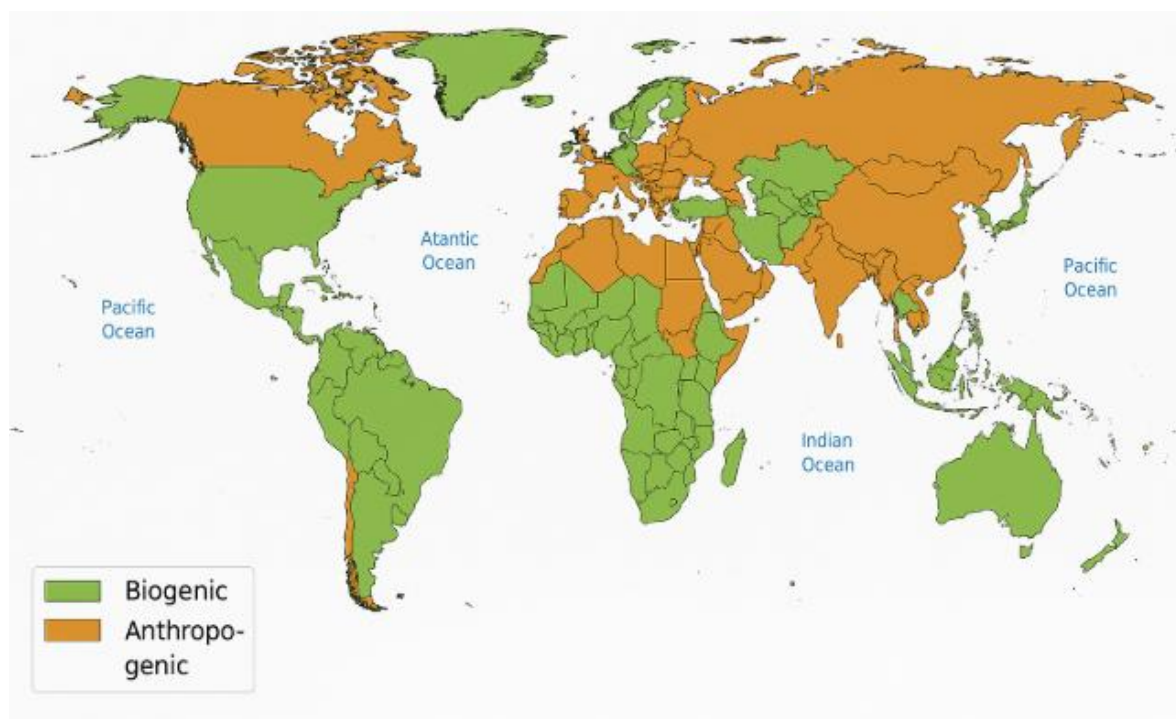 Atantic
Ocean
Pacific
Ocean
Pacific
Ocean
Indian
Ocean
Biogenic
Anthropo-
genic